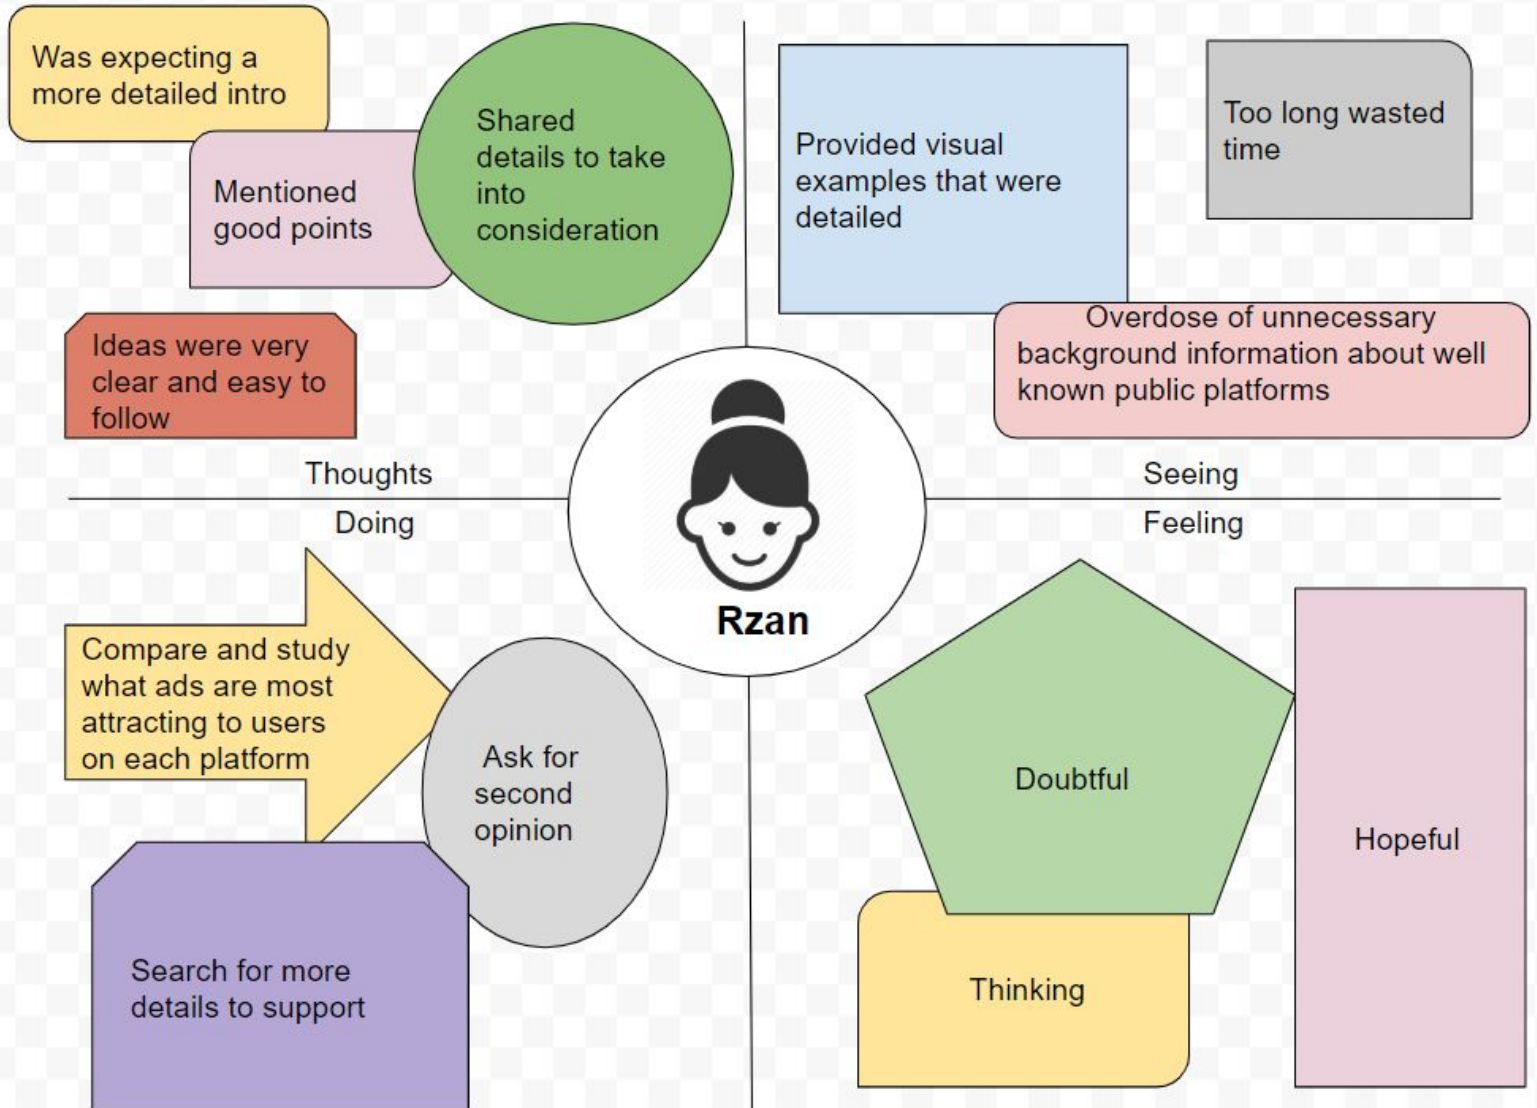 Was expecting a
more detailed intro
Mentioned
good points
Shared
details to take
into
consideration
Ideas were very
clear and easy to
follow
Thoughts
Provided visual
examples that were
detailed
Too long wasted
time
Overdose of unnecessary
background information about well
known public platforms
Seeing
Rzan
Doing
Compare and study
what ads are most
attracting to users
on each platform
Ask for
second
opinion
Search for more
details to support
Feeling
Doubtful
Hopeful
Thinking